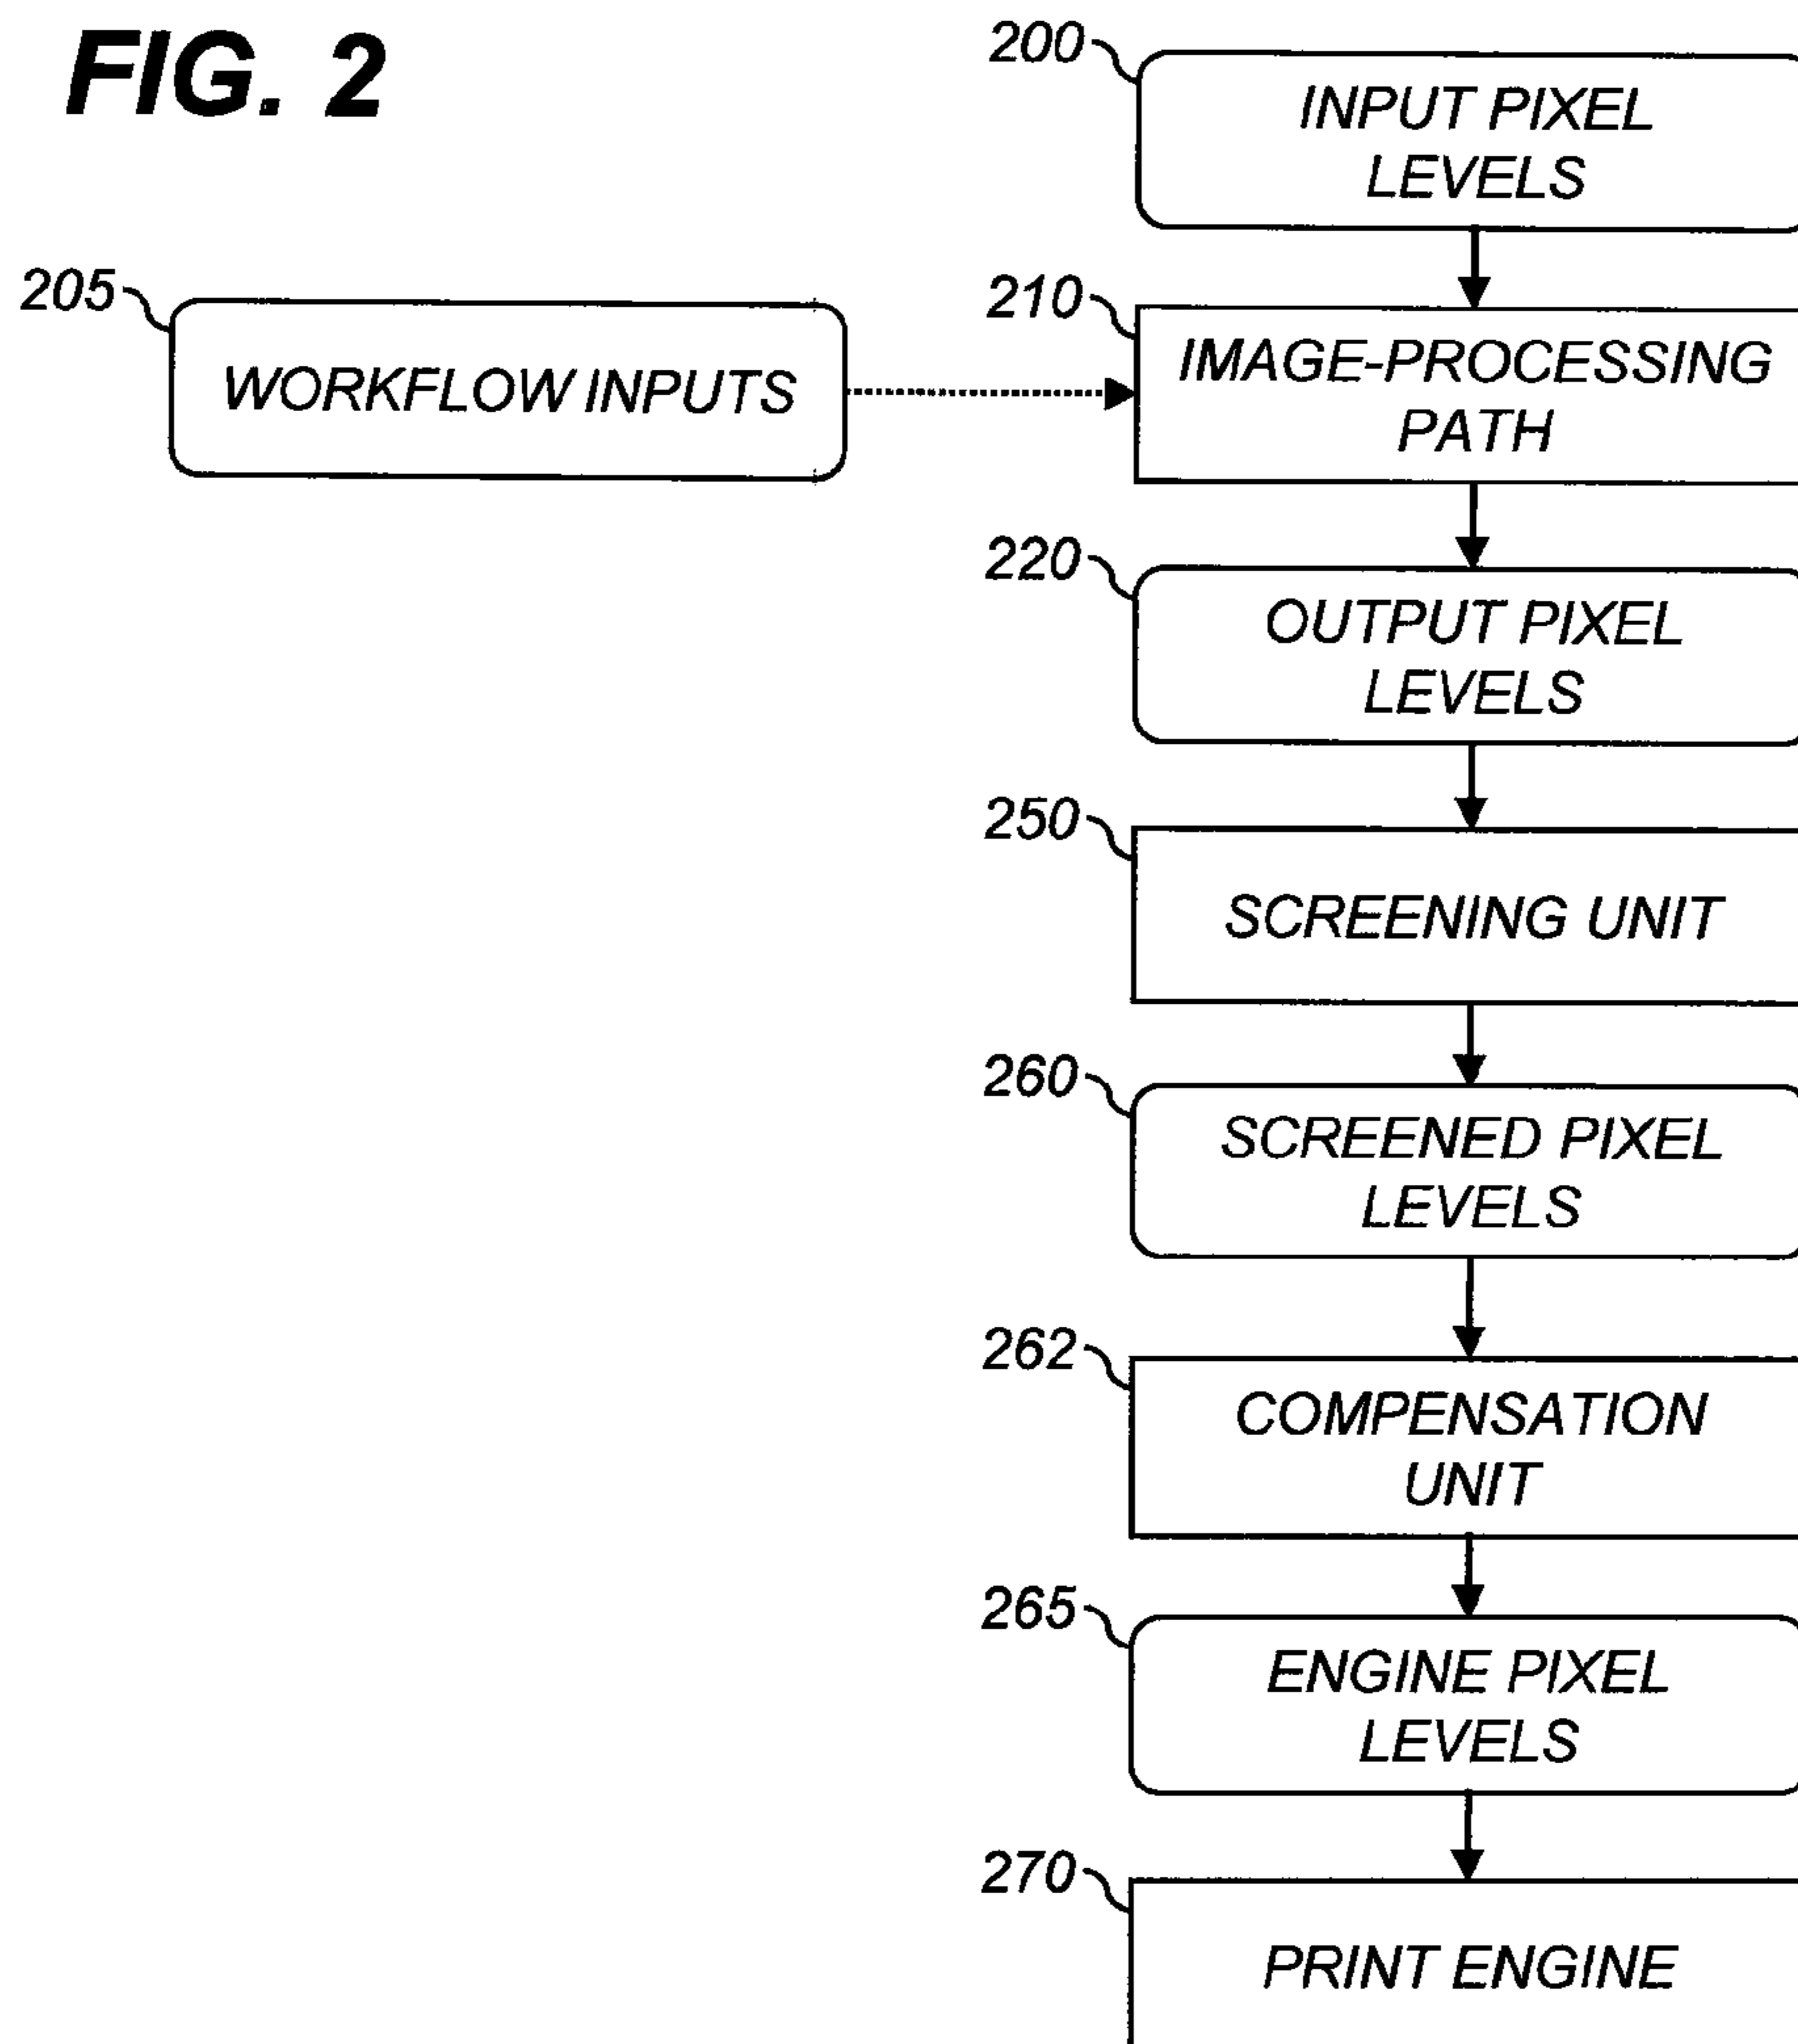 FIG. 2
200
INPUT PIXEL
LEVELS
205
WORKFLOW INPUTS
210
IMAGE-PROCESSING
PATH
220
OUTPUT PIXEL
LEVELS
250
SCREENING UNIT
260
SCREENED PIXEL
LEVELS
262
COMPENSATION
UNIT
265
ENGINE PIXEL
LEVELS
270
PRINT ENGINE